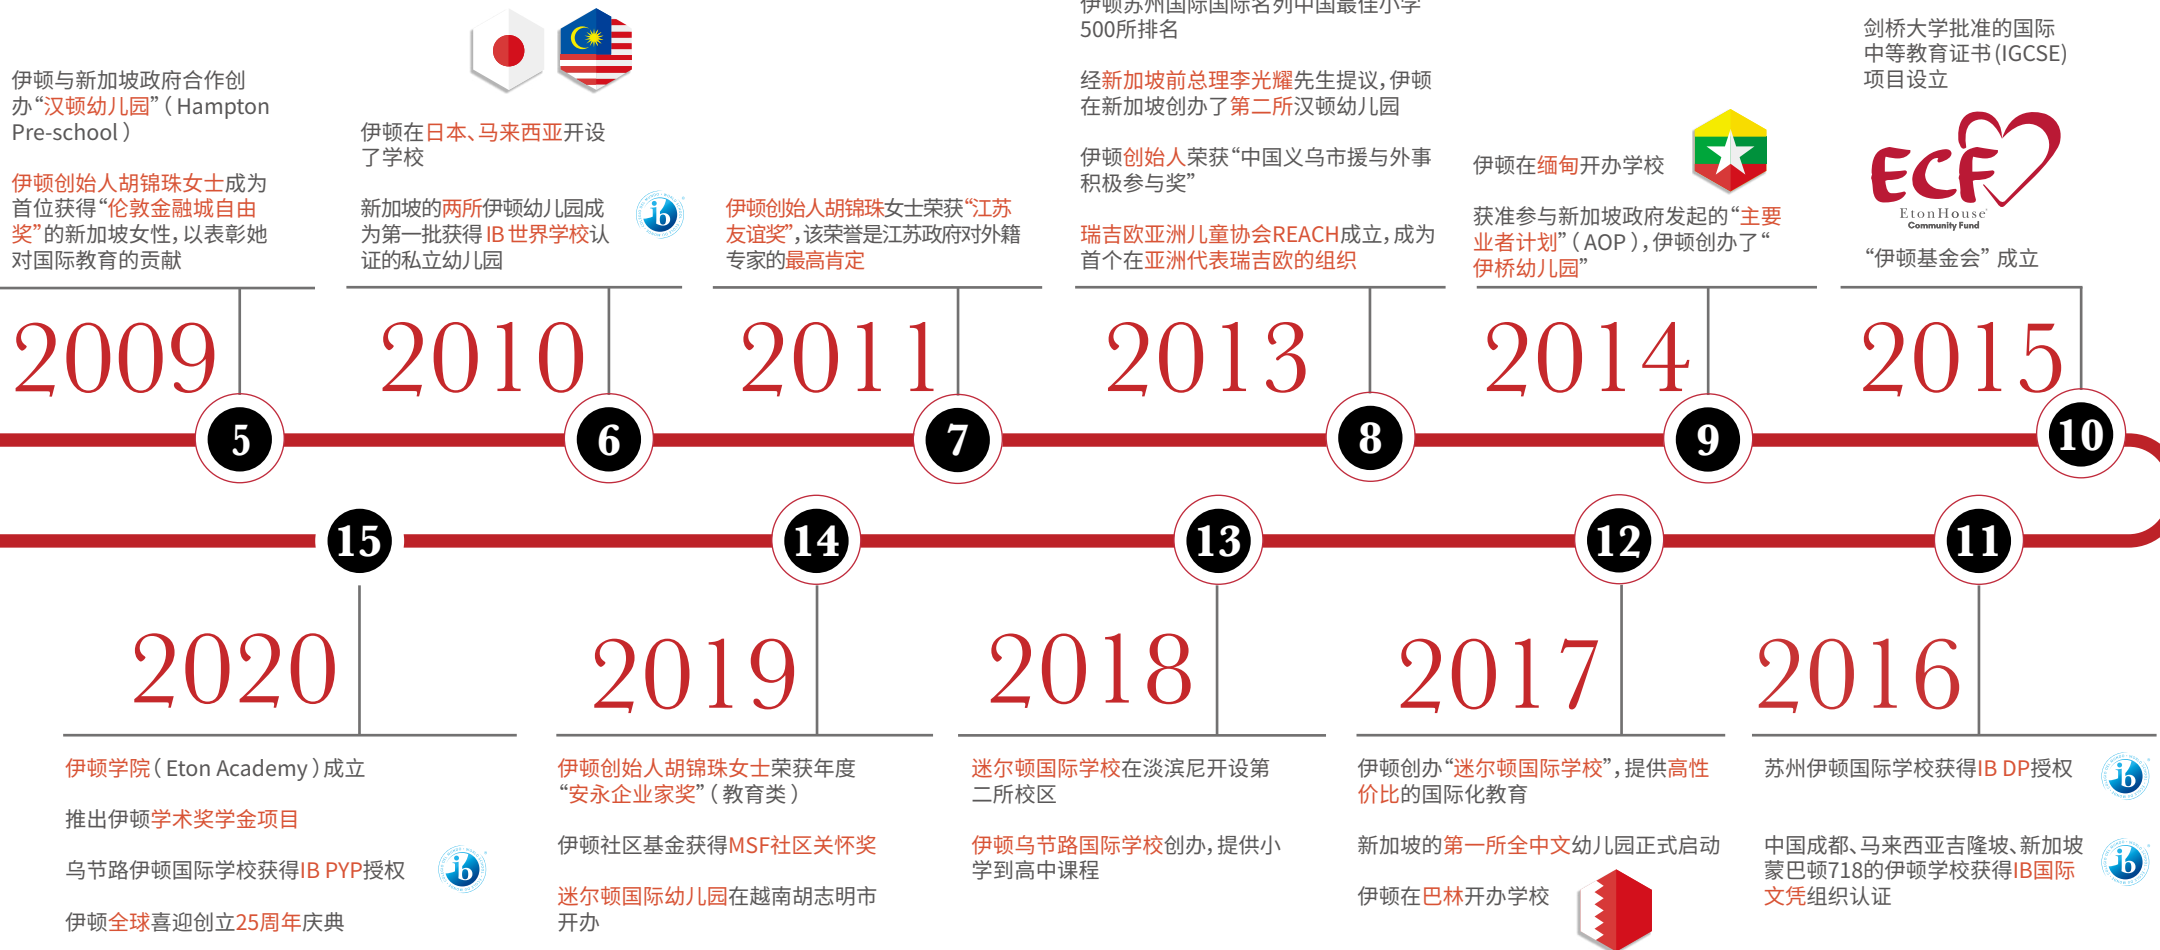 伊顿与新加坡政府合作创
办“汉顿幼儿园”（Hampton
Pre-school）
伊顿创始人胡锦珠女士成为
首位获得“伦敦金融城自由
奖”的新加坡女性，以表彰她
对国际教育的贡献
2009
5
伊顿在日本、马来西亚开设
了学校
新加坡的两所伊顿幼儿园成
为第一批获得 IB 世界学校认
证的私立幼儿园
ib
2010
6
伊顿创始人胡锦珠女士荣获“江苏
友谊奖”，该荣誉是江苏政府对外籍
专家的最高肯定
2011
7
伊顿苏州国际国际名列中国最佳小学
500所排名
经新加坡前总理李光耀先生提议，伊顿
在新加坡创办了第二所汉顿幼儿园
伊顿创始人荣获“中国义乌市援与外事
积极参与奖”
瑞吉欧亚洲儿童协会REACH成立，成为
首个在亚洲代表瑞吉欧的组织
2013
8
伊顿在缅甸开办学校
获准参与新加坡政府发起的“主要
业者计划”（AOP），伊顿创办了“
伊桥幼儿园”
2014
9
剑桥大学批准的国际
中等教育证书(IGCSE)
项目设立
ECF
EtonHouse
Community Fund
“伊顿基金会” 成立
2015
10
15
2020
伊顿学院（Eton Academy）成立
推出伊顿学术奖学金项目
乌节路伊顿国际学校获得IB PYP授权
ib
伊顿全球喜迎创立25周年庆典
14
2019
伊顿创始人胡锦珠女士荣获年度
“安永企业家奖”（教育类）
伊顿社区基金获得MSF社区关怀奖
迷尔顿国际幼儿园在越南胡志明市
开办
13
2018
迷尔顿国际学校在淡滨尼开设第
二所校区
伊顿乌节路国际学校创办，提供小
学到高中课程
12
2017
伊顿创办“迷尔顿国际学校”，提供高性
价比的国际化教育
新加坡的第一所全中文幼儿园正式启动
伊顿在巴林开办学校
11
2016
苏州伊顿国际学校获得IB DP授权
ib
中国成都、马来西亚吉隆坡、新加坡
蒙巴顿718的伊顿学校获得IB国际
文凭组织认证
ib